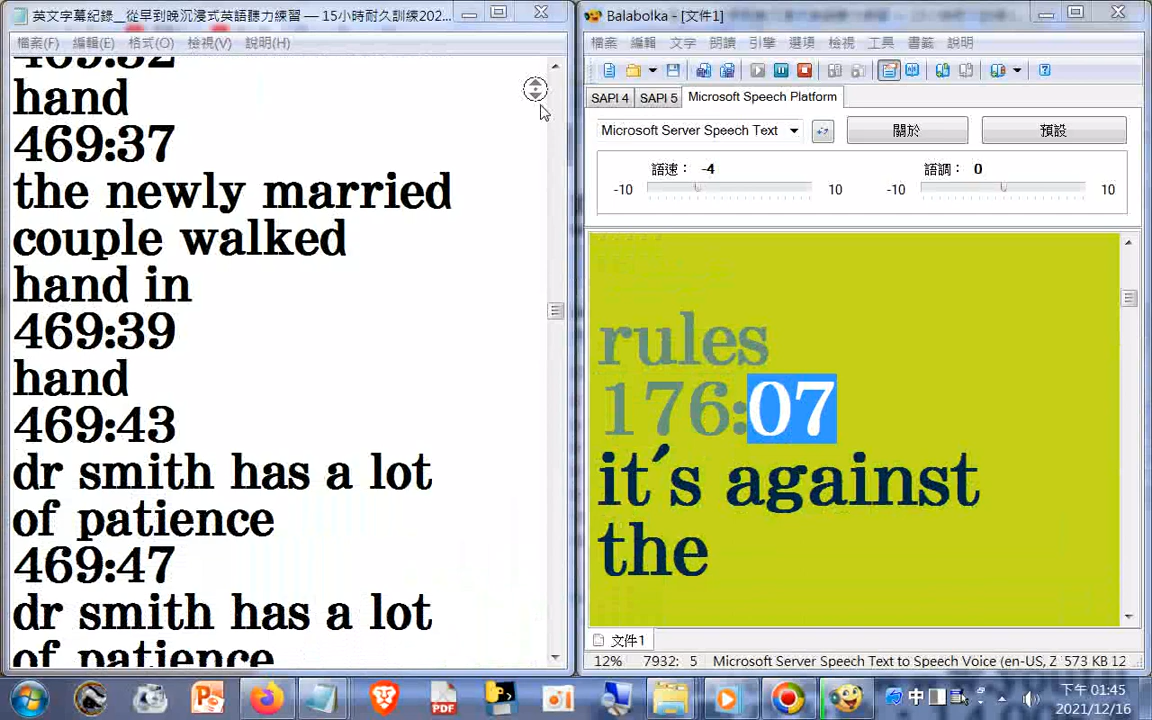 英文字幕紀錄__從早到晚沉浸式英語聽力練習 — 15小時耐久訓練202...
檔案(F) 編輯(E) 格式(O) 檢視(V) 說明(H)
469:32
hand
469:37
the newly married
couple walked
hand in
469:39
hand
469:43
dr smith has a lot
of patience
469:47
dr smith has a lot
of patience
Balabolka - [文件1]
檔案 編輯 文字 朗讀 引擎 選項 檢視 工具 書籤 說明
SAPI 4 SAPI 5 Microsoft Speech Platform
Microsoft Server Speech Text 關於 預設
語速： -4 語調： 0
-10 10 -10 10
rules
176:07
it's against
the
文件1
12% 7932: 5 Microsoft Server Speech Text to Speech Voice (en-US, Z 573 KB 12
中 下午 01:45
2021/12/16